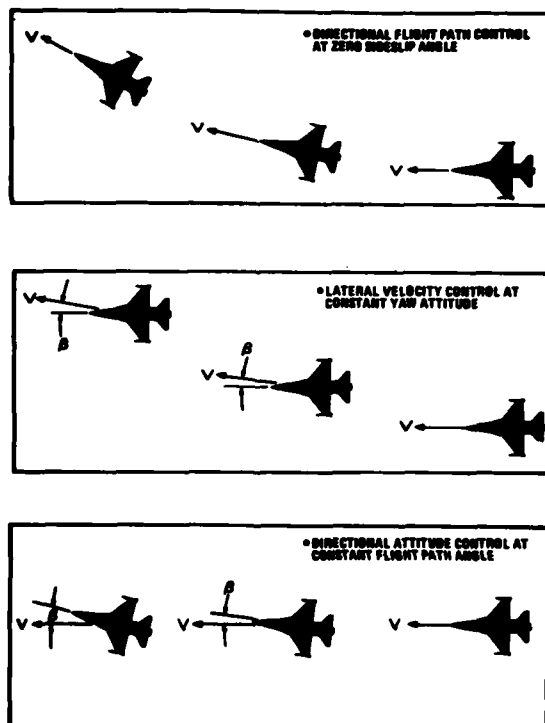 • DIRECTIONAL FLIGHT PATH CONTROL
AT ZERO SIDESLIP ANGLE
V
V
V
• LATERAL VELOCITY CONTROL AT
CONSTANT YAW ATTITUDE
V
β
β
V
V
• DIRECTIONAL ATTITUDE CONTROL AT
CONSTANT FLIGHT PATH ANGLE
β
β
V
V
V